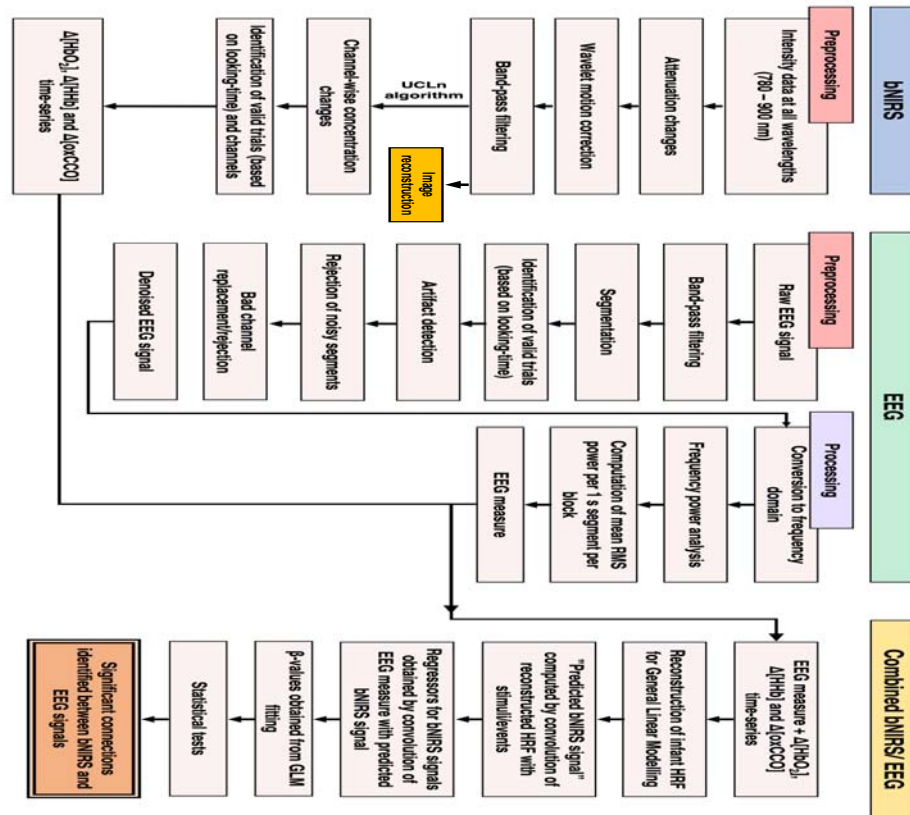 bNIRS
Preprocessing
Intensity data at all wavelengths
(780 – 900 nm)
Attenuation changes
Wavelet motion correction
Band-pass filtering
Image
reconstruction
UCLn
algorithm
Channel-wise concentration
changes
Identification of valid trials (based
on looking-time) and channels
Δ[HbO₂], Δ[HHb] and Δ[oxCCO]
time-series
EEG
Preprocessing
Raw EEG signal
Band-pass filtering
Segmentation
Identification of valid trials
(based on looking-time)
Artifact detection
Rejection of noisy segments
Bad channel
replacement/rejection
Denoised EEG signal
Processing
Conversion to frequency
domain
Frequency power analysis
Computation of mean RMS
power per 1 s segment per
block
EEG measure
Combined bNIRS/ EEG
EEG measure + Δ[HbO₂],
Δ[HHb] and Δ[oxCCO]
time-series
Reconstruction of infant HRF
for General Linear Modelling
"Predicted bNIRS signal"
computed by convolution of
reconstructed HRF with
stimuli/events
Regressors for bNIRS signals
obtained by convolution of
EEG measure with predicted
bNIRS signal
β-values obtained from GLM
fitting
Statistical tests
Significant connections
identified between bNIRS and
EEG signals